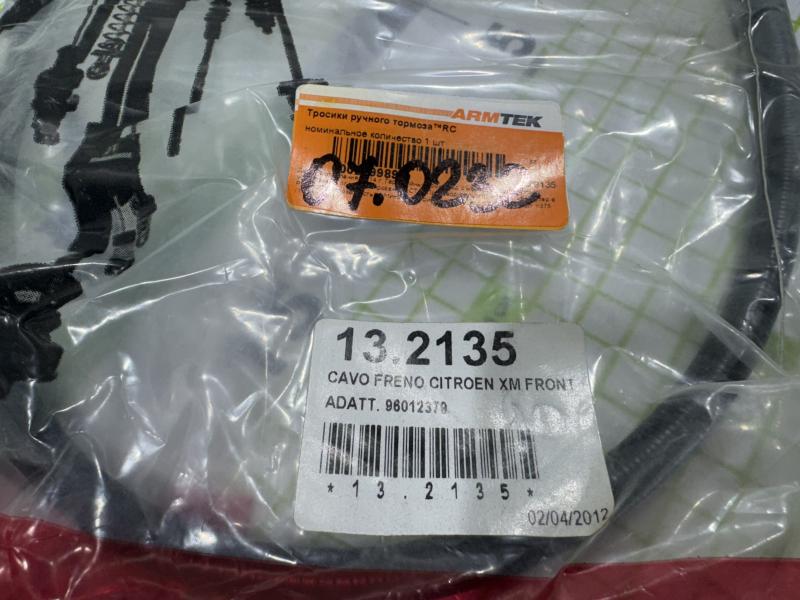 ARMTEK
Тросики ручного тормоза™RC
номинальное количество 1 шт
07.0232
13.2135
CAVO FRENO CITROEN XM FRONT
ADATT. 96012379
*13.2135*
02/04/2012